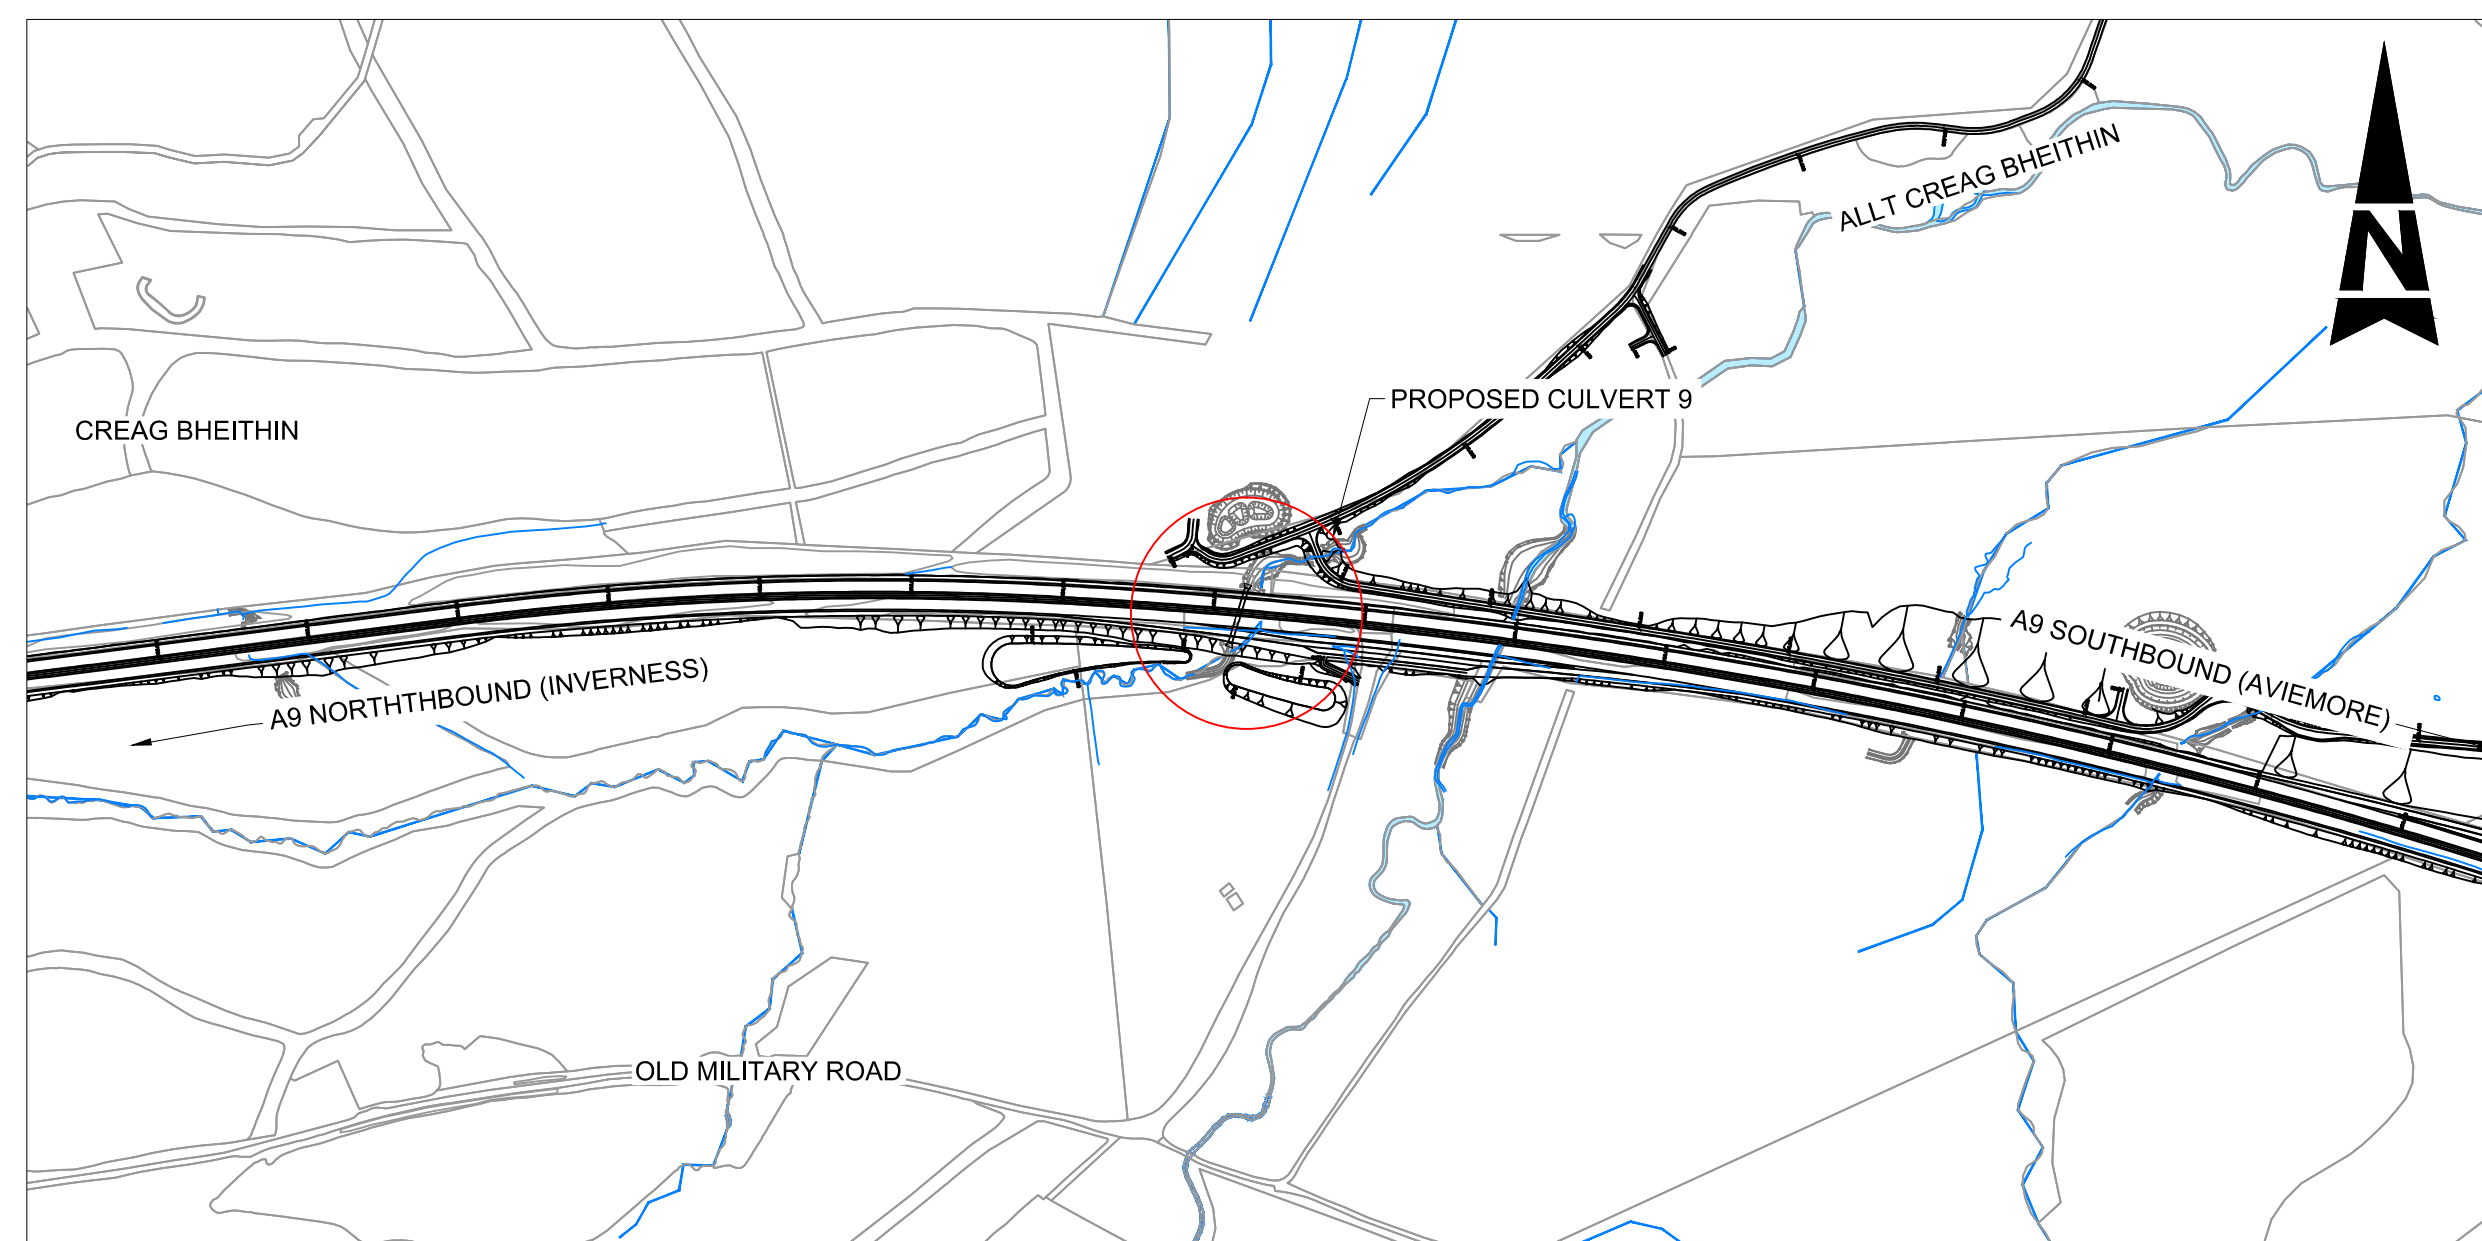 N
ALLT CREAG BHEITHIN
PROPOSED CULVERT 9
CREAG BHEITHIN
A9 SOUTHBOUND (AVIEMORE)
A9 NORTHTHBOUND (INVERNESS)
OLD MILITARY ROAD